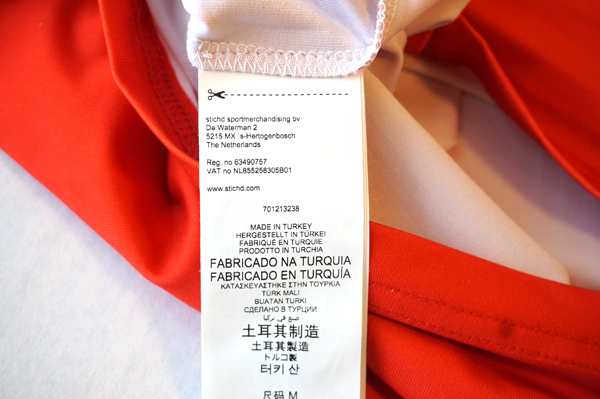 stichd sportmerchandising bv
De Waterman 2
5215 MX `s-Hertogenbosch
The Netherlands
Reg. no 63490757
VAT no NL855258305B01
www.stichd.com
701213238
MADE IN TURKEY
HERGESTELLT IN TÜRKEI
FABRIQUÉ EN TURQUIE
PRODOTTO IN TURCHIA
FABRICADO NA TURQUIA
FABRICADO EN TURQUÍA
ΚΑΤΑΣΚΕΥΑΣΤΗΚΕ ΣΤΗΝ ΤΟΥΡΚΙΑ
TÜRK MALI
BUATAN TURKI
СДЕЛАНО В ТУРЦИИ
صنع في تركيا
土耳其制造
土耳其製造
トルコ製
터키 산
尺码 M